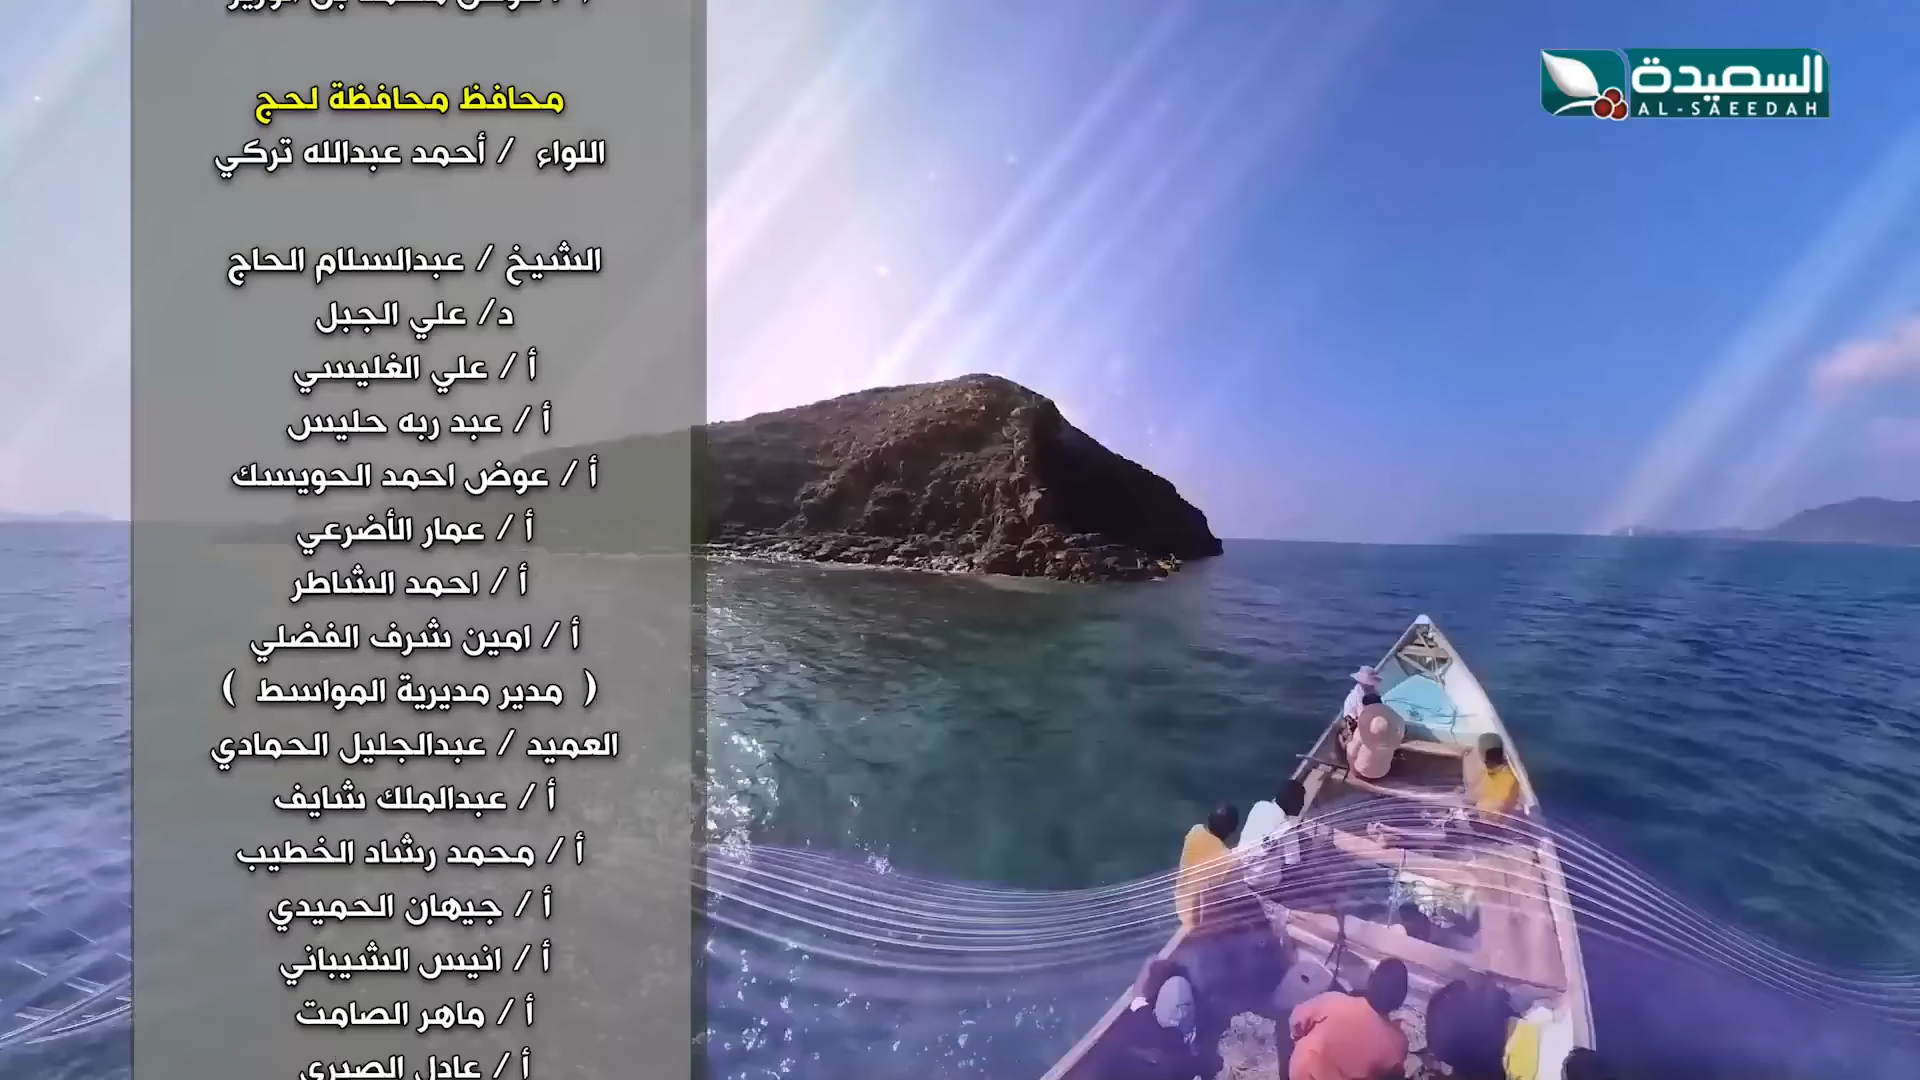 محافظ محافظة لحج
اللواء / أحمد عبدالله تركي
الشيخ / عبدالسلام الحاج
د/ علي الجبل
أ / علي الغليسي
أ / عبد ربه حليس
أ / عوض احمد الحويسك
أ / عمار الأضرعي
أ / احمد الشاطر
أ / امين شرف الفضلي
( مدير مديرية المواسط )
العميد / عبدالجليل الحمادي
أ / عبدالملك شايف
أ / محمد رشاد الخطيب
أ / جيهان الحميدي
أ / انيس الشيباني
أ / ماهر الصامت
أ / عادل الصبري
السعيدة
AL-SAEEDAH